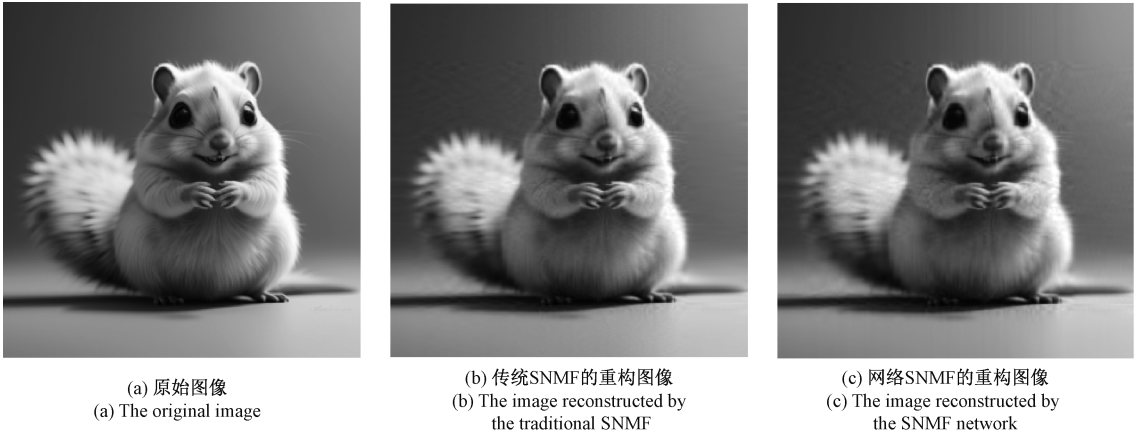 (a) 原始图像
(a) The original image
(b) 传统SNMF的重构图像
(b) The image reconstructed by
the traditional SNMF
(c) 网络SNMF的重构图像
(c) The image reconstructed by
the SNMF network